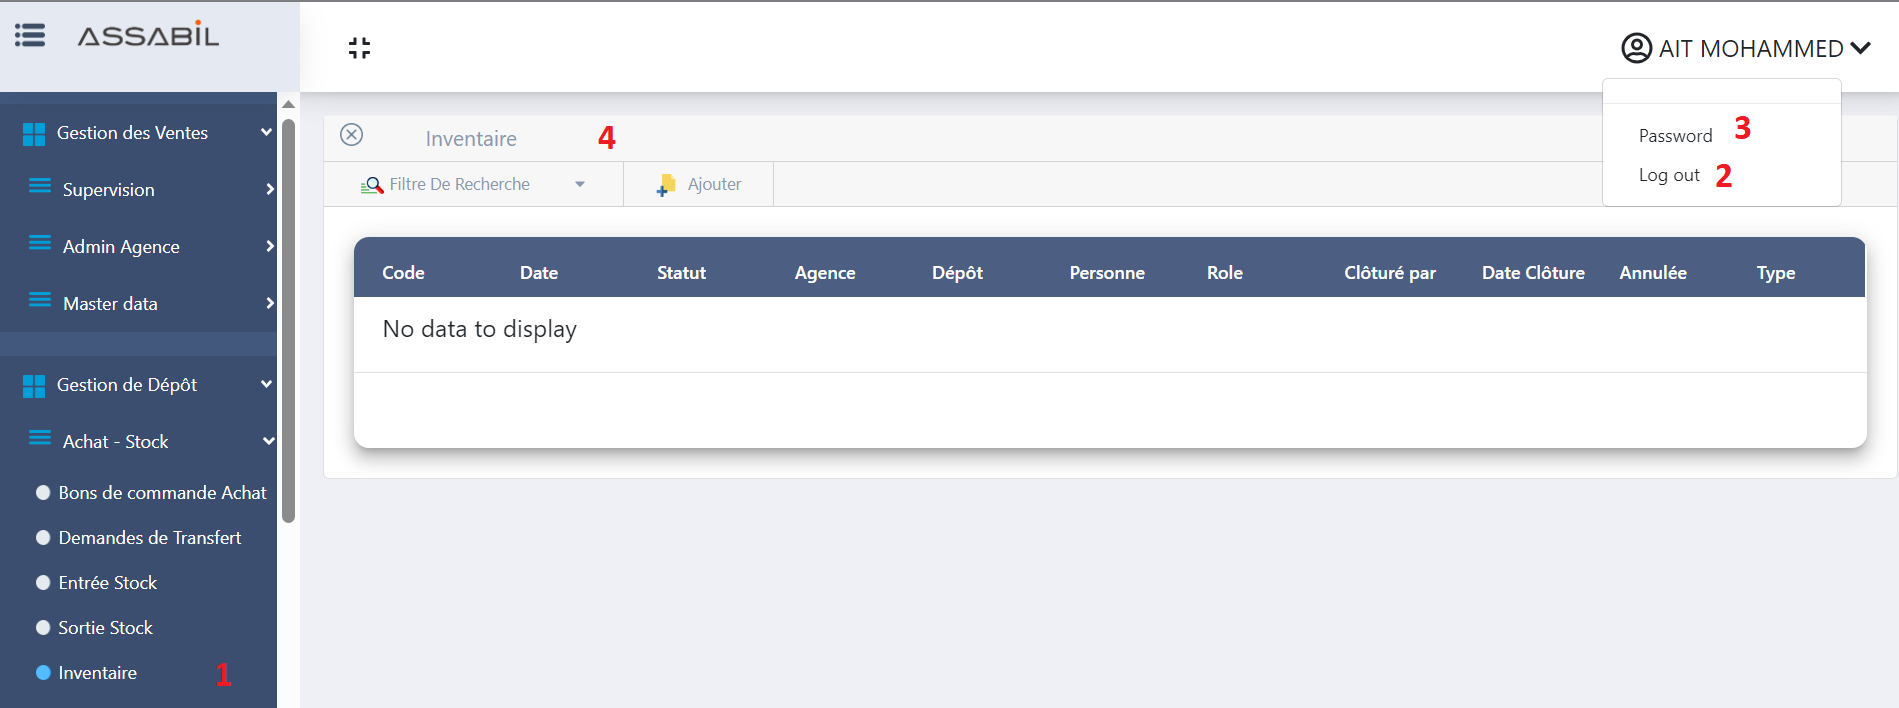 ASSABIL
AIT MOHAMMED
Password 3
Log out 2
Gestion des Ventes
Supervision
Admin Agence
Master data
Gestion de Dépôt
Achat - Stock
Bons de commande Achat
Demandes de Transfert
Entrée Stock
Sortie Stock
Inventaire 1
Inventaire 4
Filtre De Recherche Ajouter
Code Date Statut Agence Dépôt Personne Role Clôturé par Date Clôture Annulée Type
No data to display